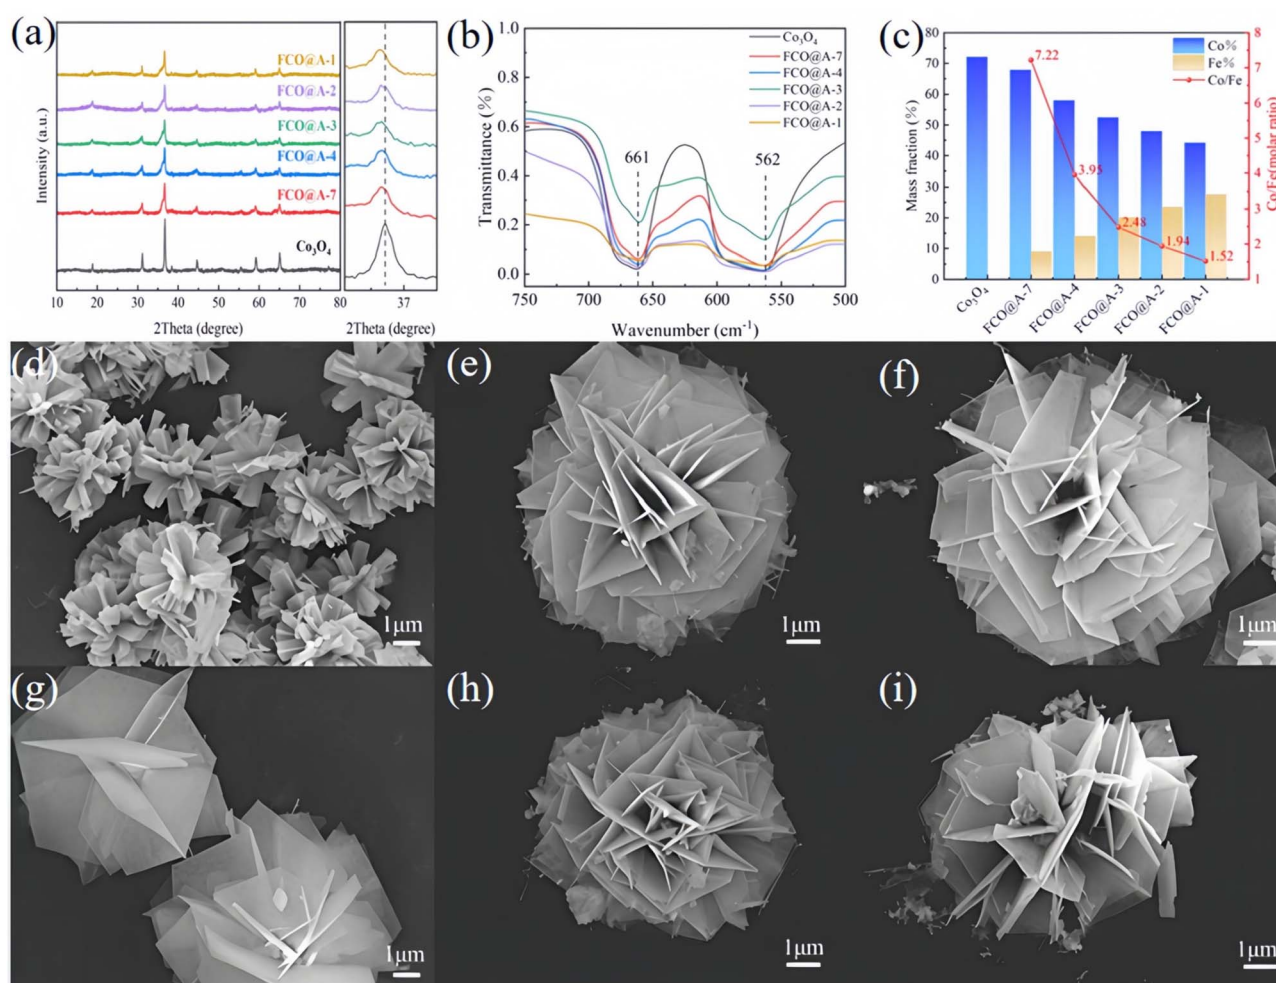 (a)
FCO@A-1
FCO@A-2
FCO@A-3
FCO@A-4
FCO@A-7
Co₃O₄
Intensity (a.u.)
10 20 30 40 50 60 70 80 37
2Theta (degree) 2Theta (degree)
(b)
1.0
0.8
0.6
0.4
0.2
0.0
Transmittance (%)
Co₃O₄
FCO@A-7
FCO@A-4
FCO@A-3
FCO@A-2
FCO@A-1
661
562
750 700 650 600 550 500
Wavenumber (cm⁻¹)
(c)
80
70
60
50
40
30
20
10
0
Mass fraction (%)
Co%
Fe%
Co/Fe
7.22
3.95
2.48
1.94
1.52
8
7
6
5
4
3
2
1
Co/Fe(molar ratio)
Co₃O₄
FCO@A-7
FCO@A-4
FCO@A-3
FCO@A-2
FCO@A-1
(d)
1μm
(e)
1μm
(f)
1μm
(g)
1μm
(h)
1μm
(i)
1μm